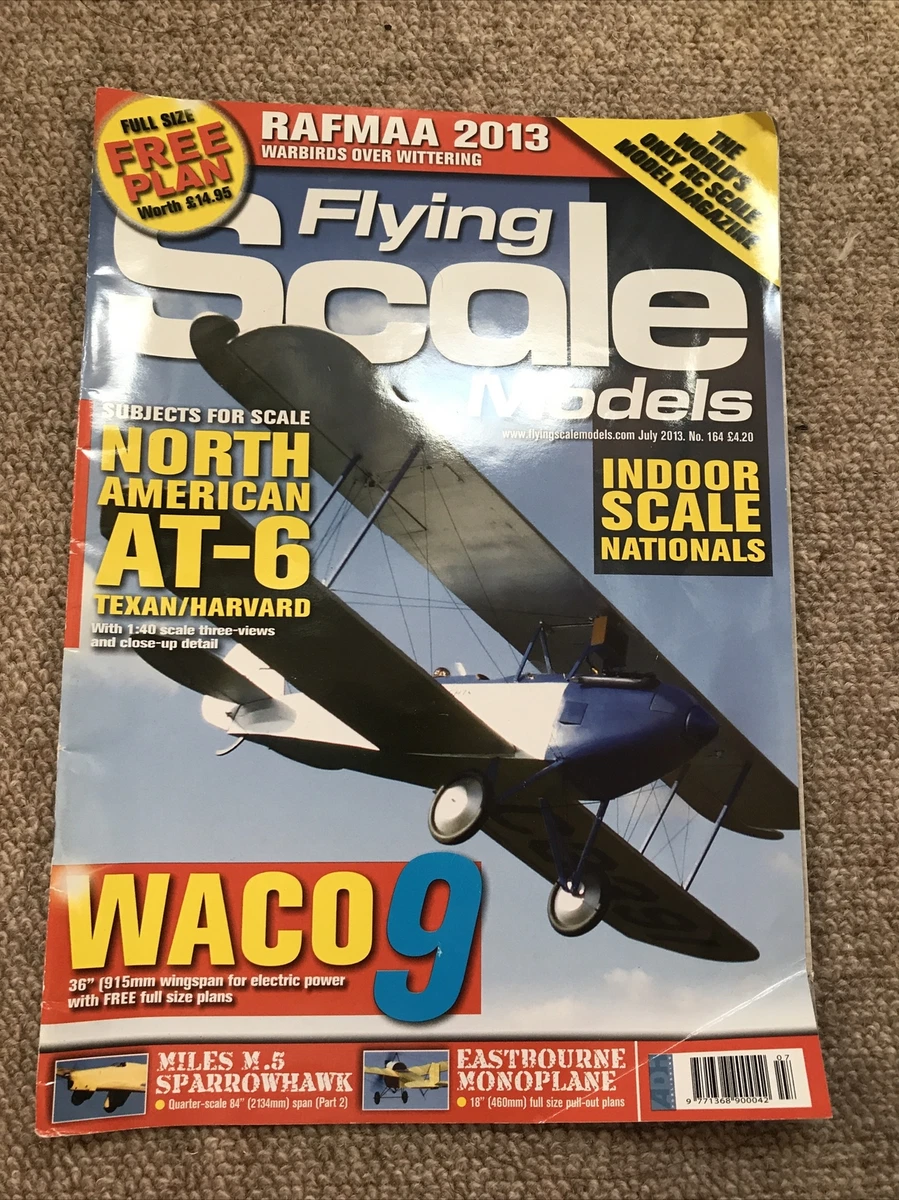 FULL SIZE
FREE
PLAN
Worth £14.95
RAFMAA 2013
WARBIRDS OVER WITTERING
THE
WORLD'S
ONLY RC SCALE
MODEL MAGAZINE
Flying
Scale
Models
www.flyingscalemodels.com July 2013. No. 164 £4.20
SUBJECTS FOR SCALE
NORTH
AMERICAN
AT-6
TEXAN/HARVARD
With 1:40 scale three-views
and close-up detail
INDOOR
SCALE
NATIONALS
WACO 9
36” (915mm wingspan for electric power
with FREE full size plans
MILES M.5
SPARROWHAWK
Quarter-scale 84” (2134mm) span (Part 2)
EASTBOURNE
MONOPLANE
18” (460mm) full size pull-out plans
07
9 771368 900042